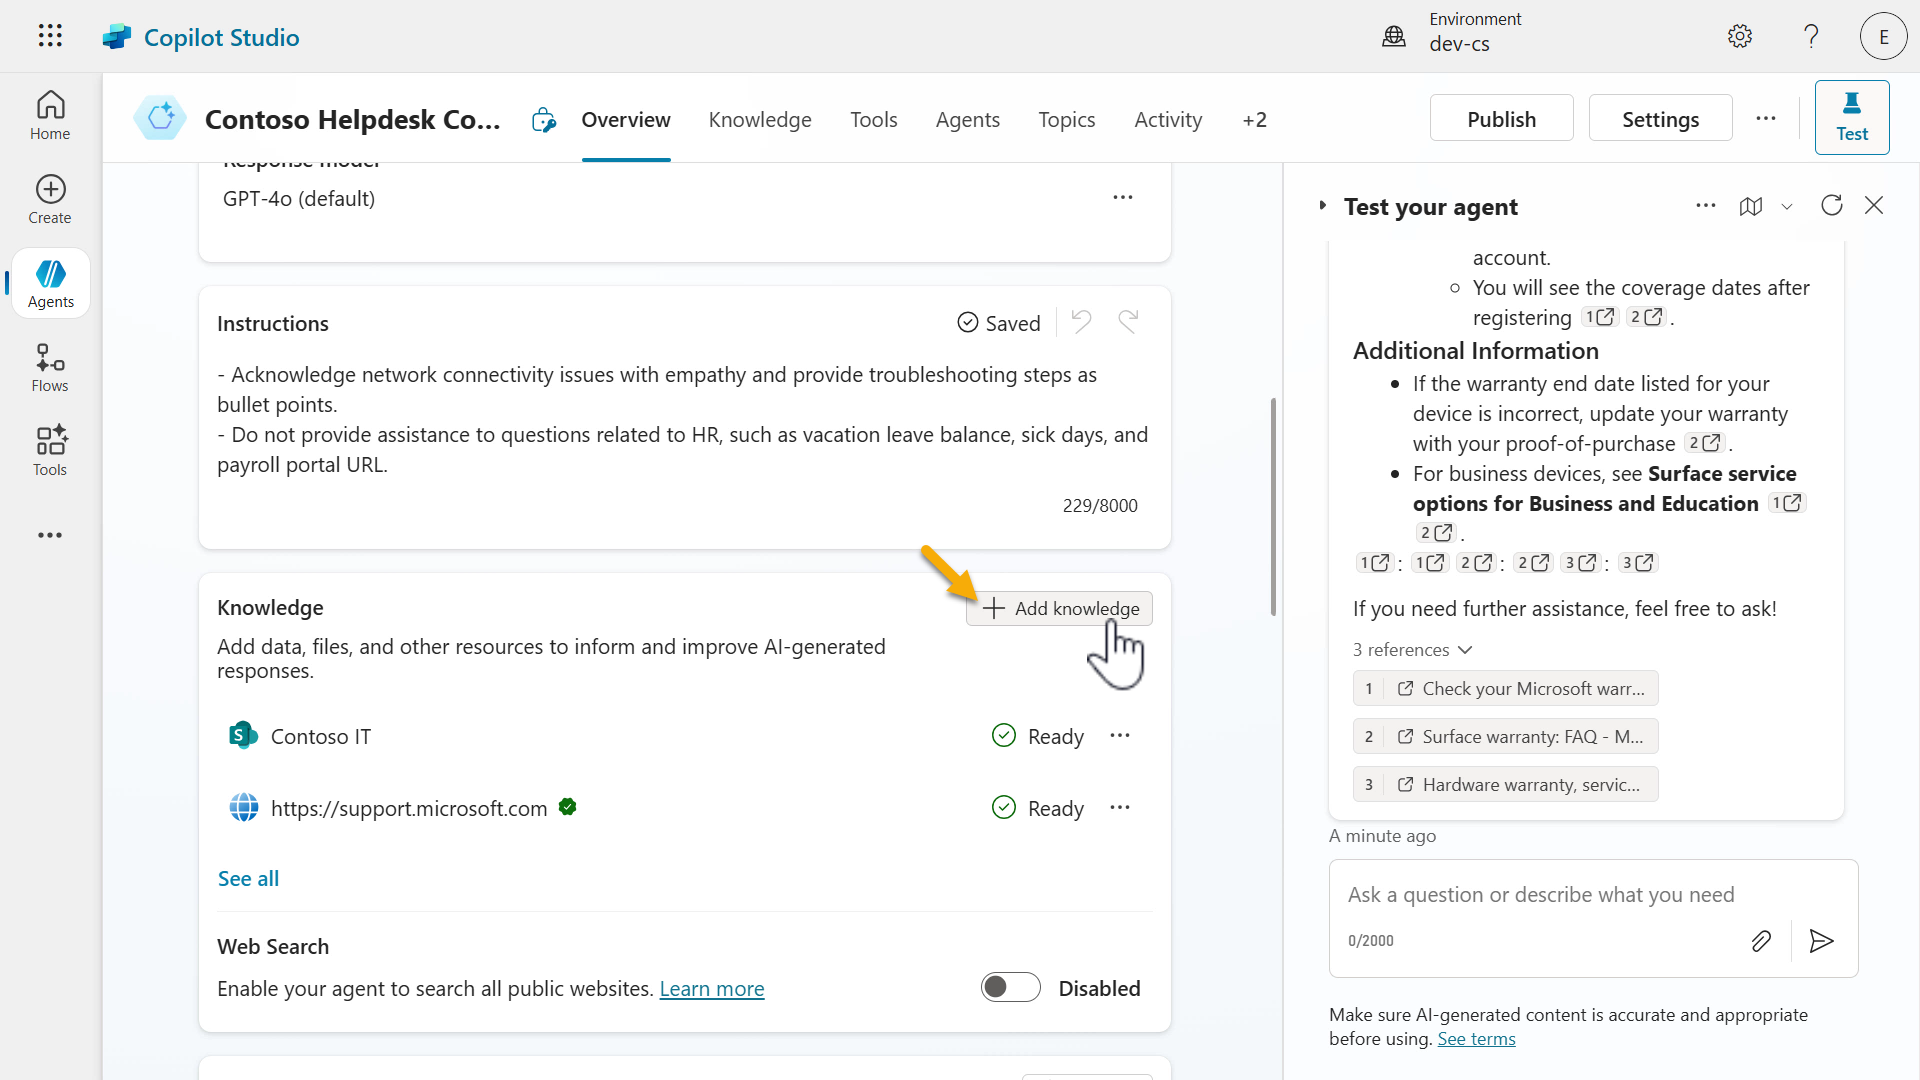 Copilot Studio
Environment
dev-cs
?
E
Home
Create
Agents
Flows
Tools
Contoso Helpdesk Co...
Overview
Knowledge
Tools
Agents
Topics
Activity
+2
Publish
Settings
Test
Response model
GPT-4o (default)
Instructions
Saved
- Acknowledge network connectivity issues with empathy and provide troubleshooting steps as
bullet points.
- Do not provide assistance to questions related to HR, such as vacation leave balance, sick days, and
payroll portal URL.
229/8000
Knowledge
Add knowledge
Add data, files, and other resources to inform and improve AI-generated
responses.
S
Contoso IT
Ready
https://support.microsoft.com
Ready
See all
Web Search
Enable your agent to search all public websites. Learn more
Disabled
Test your agent
account.
You will see the coverage dates after
registering 1 2 .
Additional Information
• If the warranty end date listed for your
device is incorrect, update your warranty
with your proof-of-purchase 2 .
• For business devices, see Surface service
options for Business and Education 1
2 .
1 : 1 2 : 2 3 : 3
If you need further assistance, feel free to ask!
3 references
1 Check your Microsoft warr...
2 Surface warranty: FAQ - M...
3 Hardware warranty, servic...
A minute ago
Ask a question or describe what you need
0/2000
Make sure AI-generated content is accurate and appropriate
before using. See terms